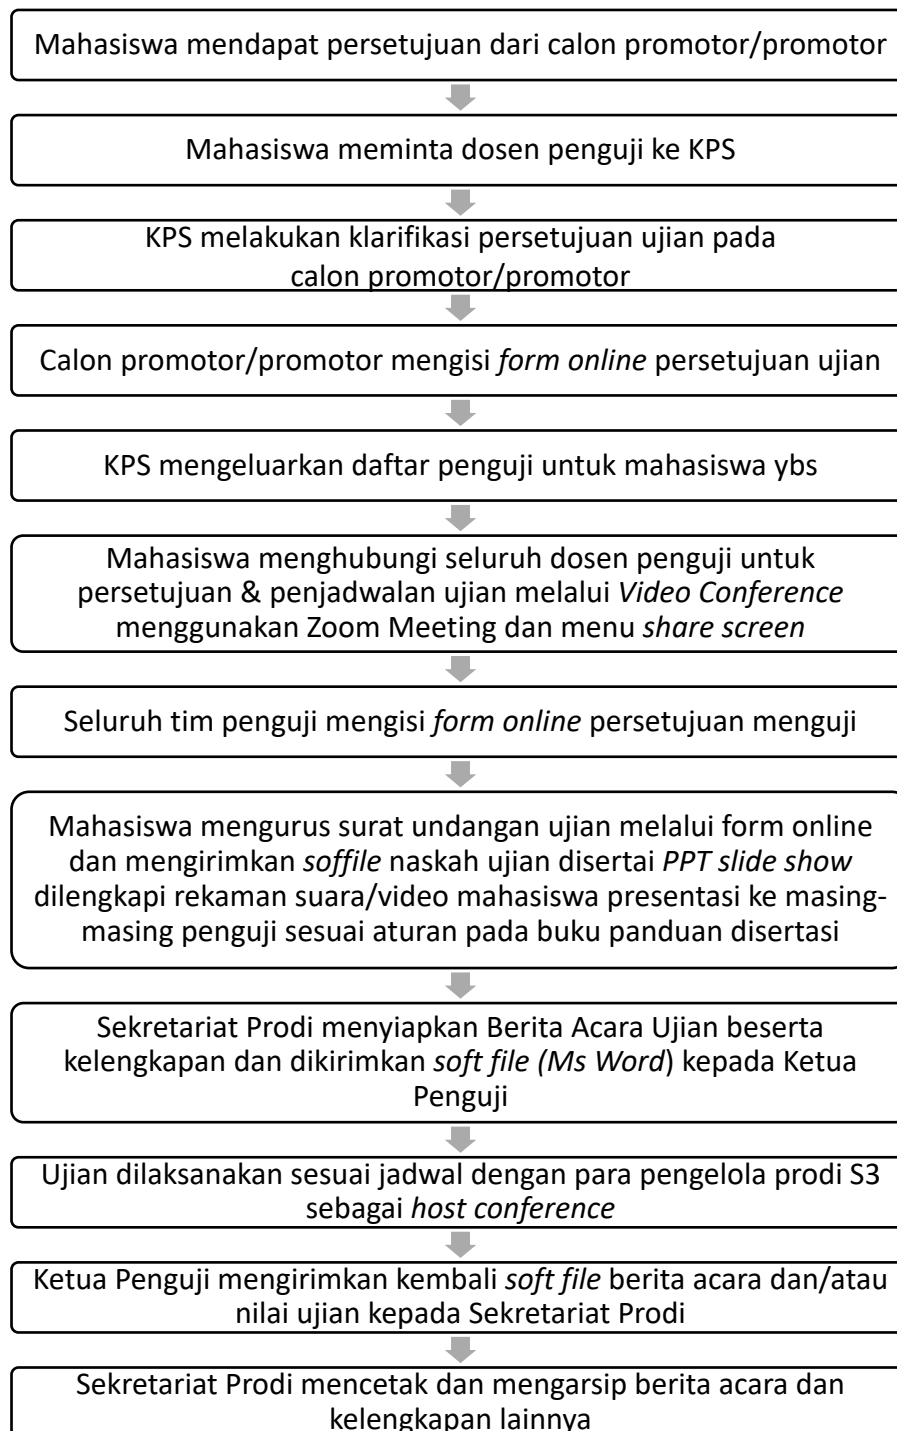 Mahasiswa mendapat persetujuan dari calon promotor/promotor
Mahasiswa meminta dosen penguji ke KPS
KPS melakukan klarifikasi persetujuan ujian pada
calon promotor/promotor
Calon promotor/promotor mengisi form online persetujuan ujian
KPS mengeluarkan daftar penguji untuk mahasiswa ybs
Mahasiswa menghubungi seluruh dosen penguji untuk
persetujuan & penjadwalan ujian melalui Video Conference
menggunakan Zoom Meeting dan menu share screen
Seluruh tim penguji mengisi form online persetujuan menguji
Mahasiswa mengurus surat undangan ujian melalui form online
dan mengirimkan soffile naskah ujian disertai PPT slide show
dilengkapi rekaman suara/video mahasiswa presentasi ke masing-
masing penguji sesuai aturan pada buku panduan disertasi
Sekretariat Prodi menyiapkan Berita Acara Ujian beserta
kelengkapan dan dikirimkan soft file (Ms Word) kepada Ketua
Penguji
Ujian dilaksanakan sesuai jadwal dengan para pengelola prodi S3
sebagai host conference
Ketua Penguji mengirimkan kembali soft file berita acara dan/atau
nilai ujian kepada Sekretariat Prodi
Sekretariat Prodi mencetak dan mengarsip berita acara dan
kelengkapan lainnya